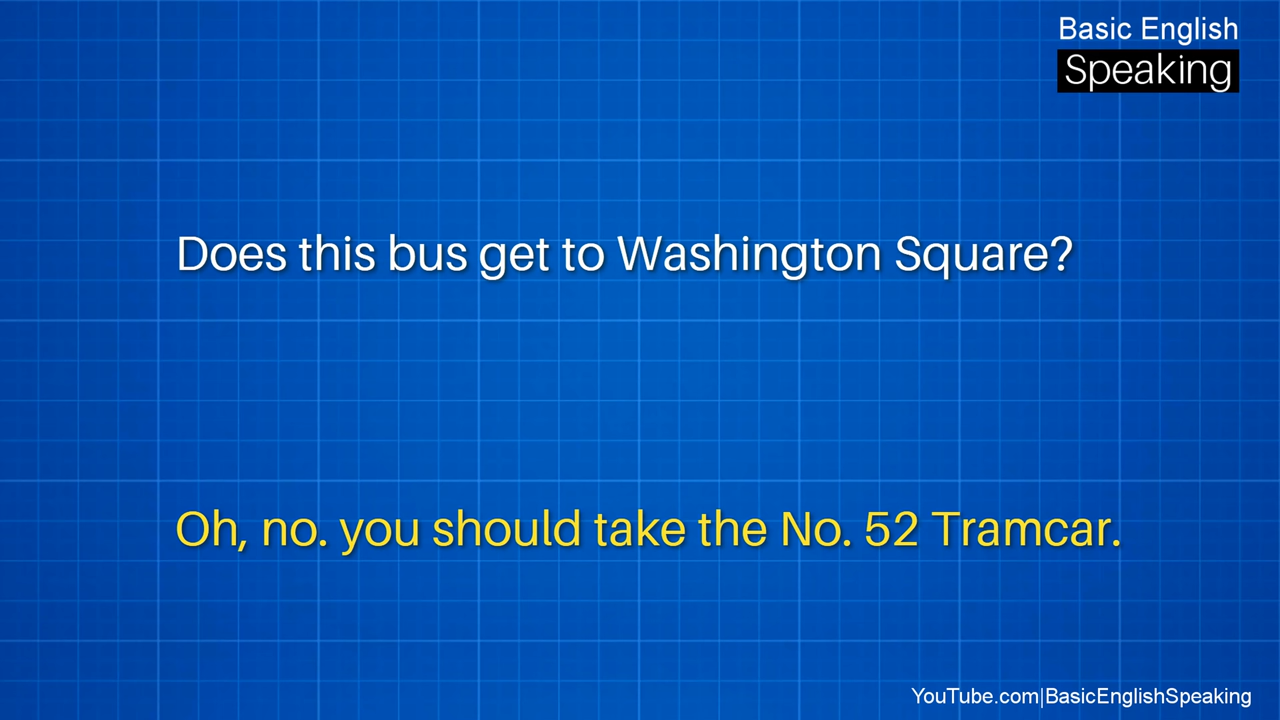 Basic English
Speaking
Does this bus get to Washington Square?
Oh, no. you should take the No. 52 Tramcar.
YouTube.com|BasicEnglishSpeaking